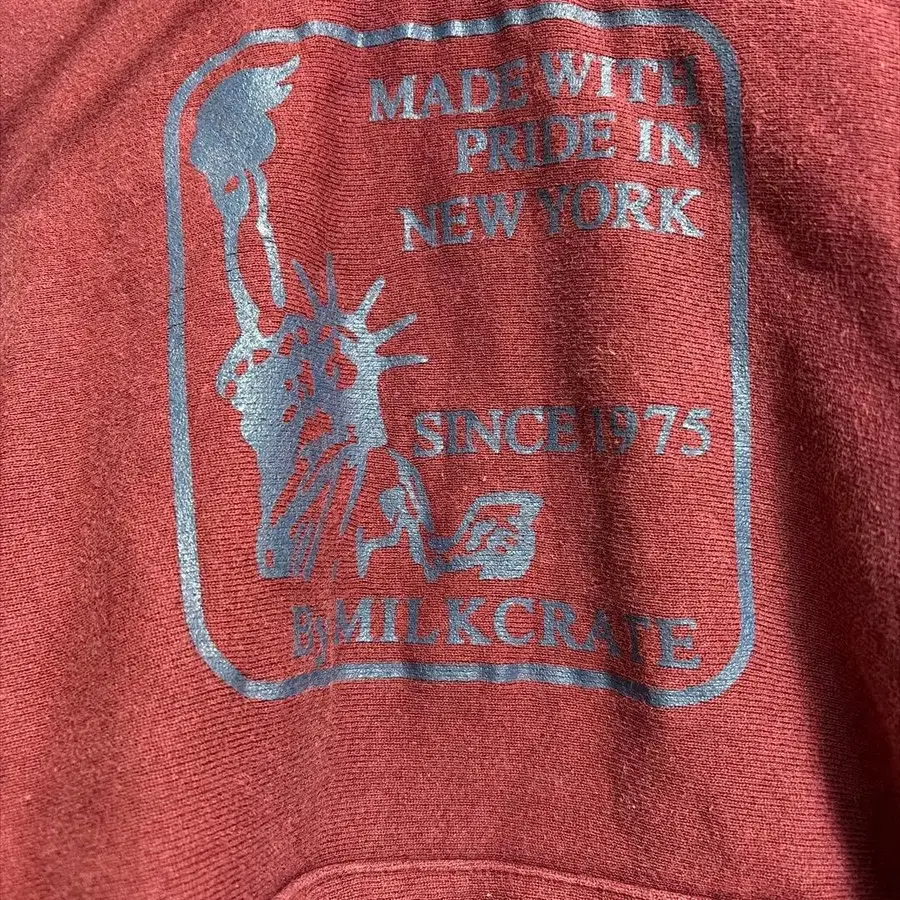 MADE WITH
PRIDE IN
NEW YORK
SINCE 1975
By MILKCRATE